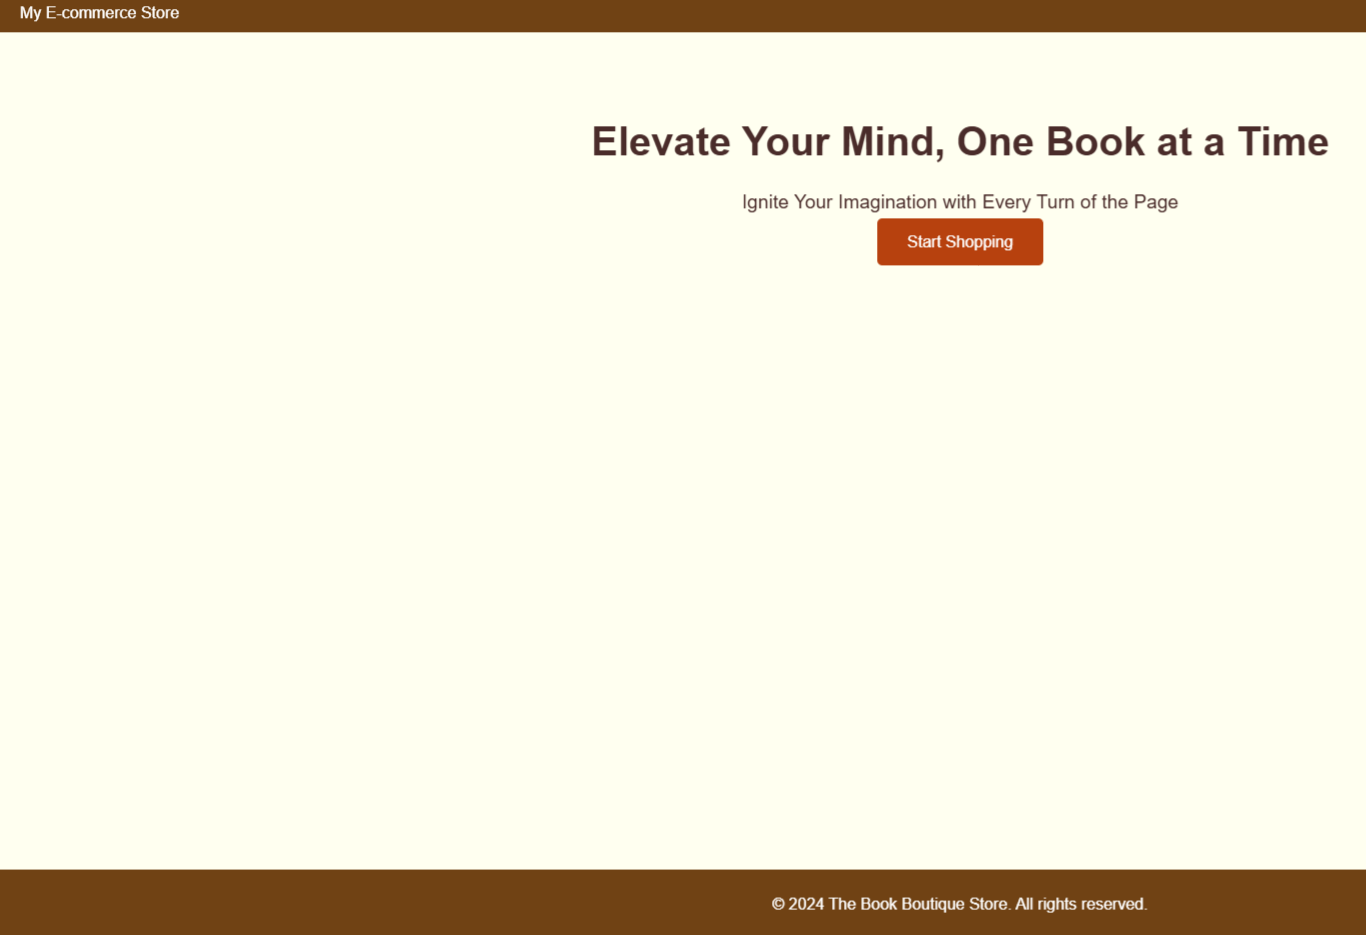 My E-commerce Store
Elevate Your Mind, One Book at a Time
Ignite Your Imagination with Every Turn of the Page
Start Shopping
© 2024 The Book Boutique Store. All rights reserved.